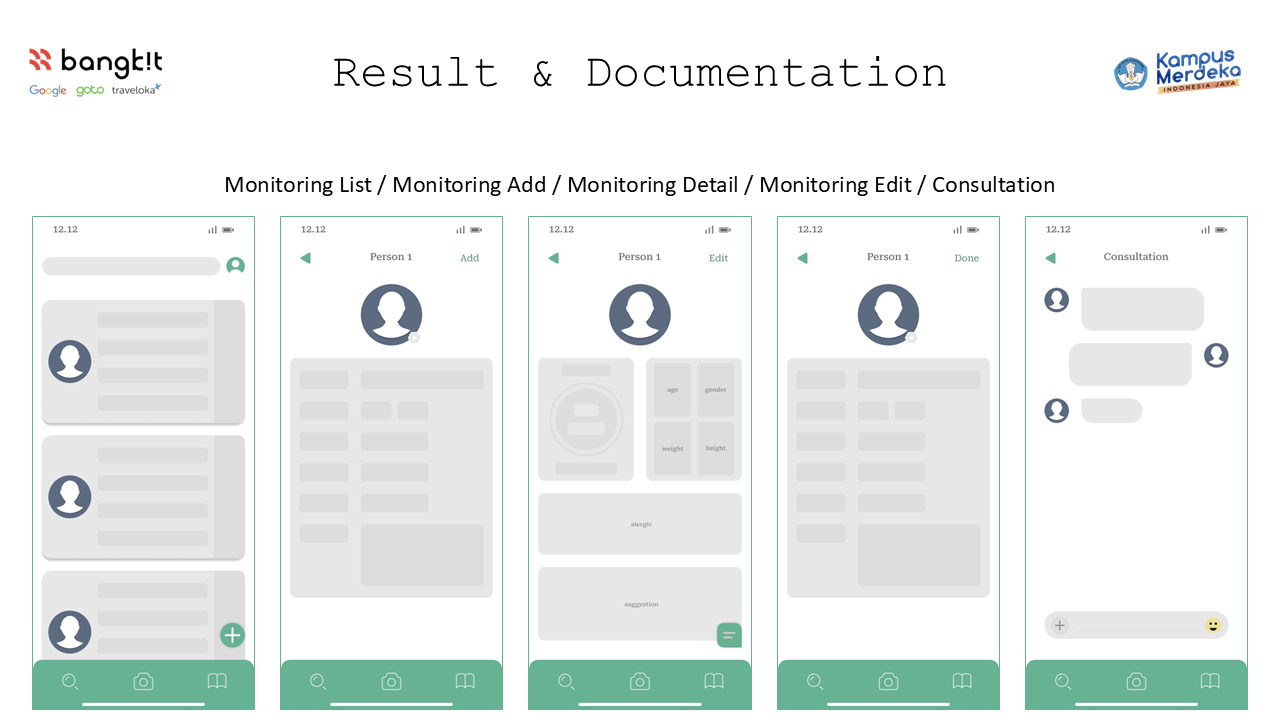 bangk!t
Google goto traveloka
Result & Documentation
Kampus
Merdeka
INDONESIA JAYA
Monitoring List / Monitoring Add / Monitoring Detail / Monitoring Edit / Consultation
12.12
12.12
Person 1
Add
12.12
Person 1
Edit
age
gender
weight
height
alergic
suggestion
12.12
Person 1
Done
12.12
Consultation